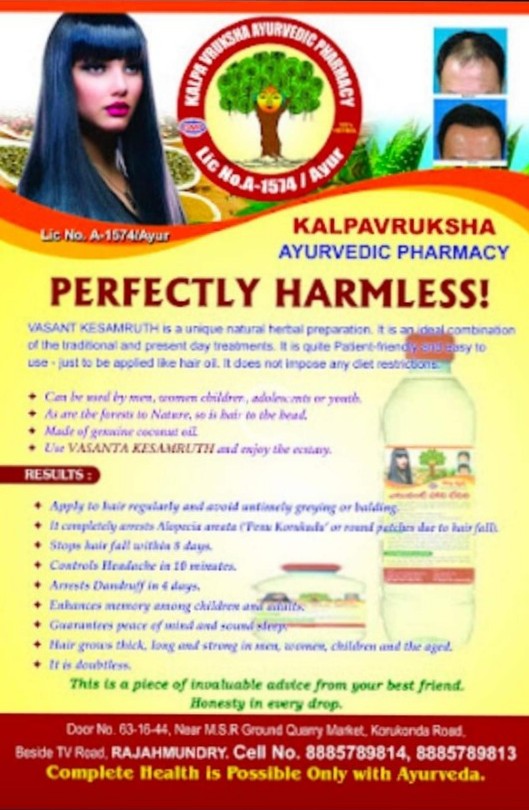 KALPA VRUKSHA AYURVEDIC PHARMACY
Lic No.A-1574 / Ayur
Lic No. A-1574/Ayur
KALPAVRUKSHA
AYURVEDIC PHARMACY
PERFECTLY HARMLESS!
VASANT KESAMRUTH is a unique natural herbal preparation. It is an ideal combination
of the traditional and present day treatments. It is quite Patient-friendly and easy to
use - just to be applied like hair oil. It does not impose any diet restrictions.
Can be used by men, women children, adolescents or youth.
As are the forests to Nature, so is hair to the head.
Made of genuine coconut oil.
Use VASANTA KESAMRUTH and enjoy the ecstasy.
RESULTS :
Apply to hair regularly and avoid untimely greying or balding.
It completely arrests Alopecia areata ('Penu Korukudu' or round patches due to hair fall).
Stops hair fall within 8 days.
Controls Headache in 10 minutes.
Arrests Dandruff in 4 days.
Enhances memory among children and adults.
Guarantees peace of mind and sound sleep.
Hair grows thick, long and strong in men, women, children and the aged.
It is doubtless.
This is a piece of invaluable advice from your best friend.
Honesty in every drop.
Door No. 63-16-44, Near M.S.R Ground Quarry Market, Korukonda Road,
Beside TV Road, RAJAHMUNDRY. Cell No. 8885789814, 8885789813
Complete Health is Possible Only with Ayurveda.